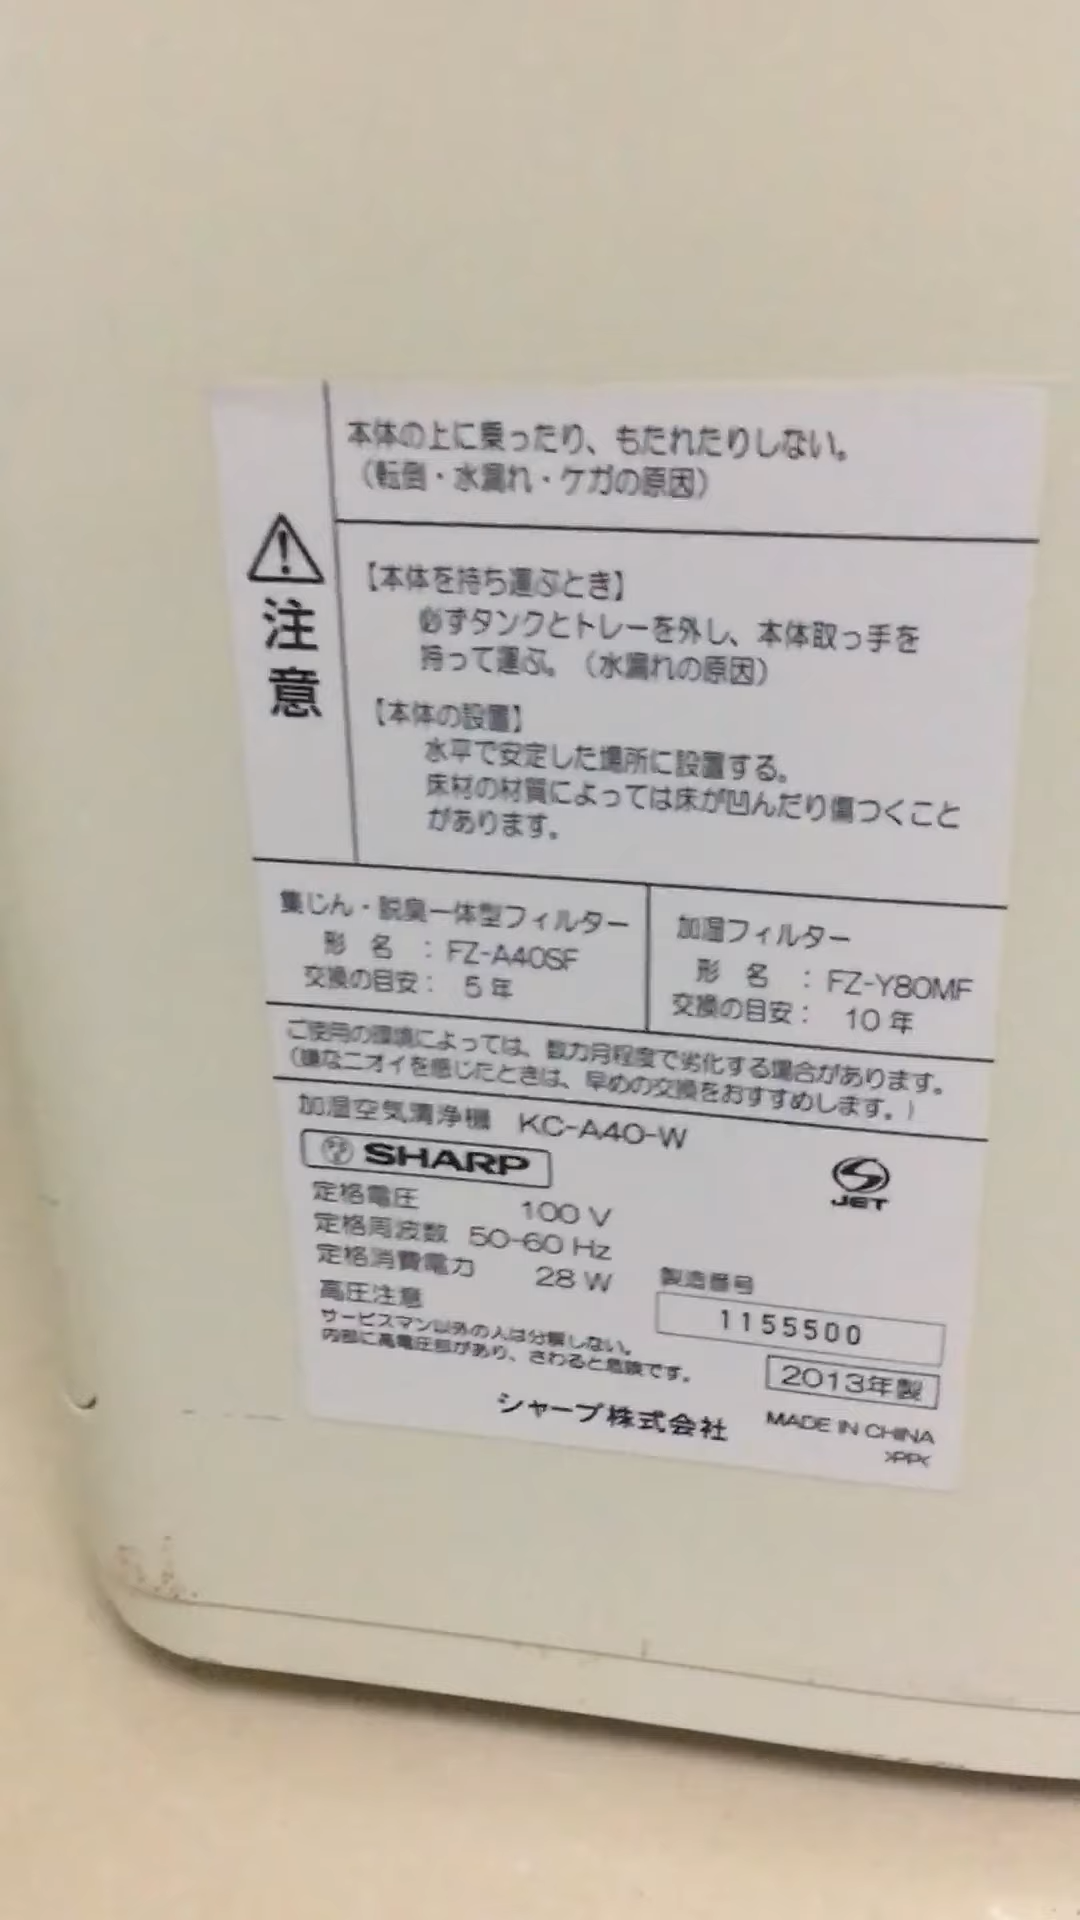 本体の上に乗ったり、もたれたりしない。
(転倒・水漏れ・ケガの原因)
注意
【本体を持ち運ぶとき】
必ずタンクとトレーを外し、本体取っ手を
持って運ぶ。(水漏れの原因)
【本体の設置】
水平で安定した場所に設置する。
床材の材質によっては床が凹んだり傷つくこと
があります。
集じん・脱臭一体型フィルター
形 名 : FZ-A40SF
交換の目安: 5年
加湿フィルター
形 名 : FZ-Y80MF
交換の目安: 10年
ご使用の環境によっては、数カ月程度で劣化する場合があります。
(嫌なニオイを感じたときは、早めの交換をおすすめします。)
加湿空気清浄機 KC-A40-W
SHARP
JET
定格電圧 100 V
定格周波数 50-60 Hz
定格消費電力 28 W
高圧注意
サービスマン以外の人は分解しない。
内部に高電圧部があり、さわると危険です。
製造番号
1155500
2013年製
シャープ株式会社
MADE IN CHINA
>PP<